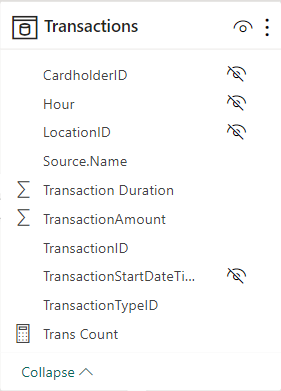 Transactions
CardholderID
Hour
LocationID
Source.Name
Transaction Duration
TransactionAmount
TransactionID
TransactionStartDateTi...
TransactionTypeID
Trans Count
Collapse